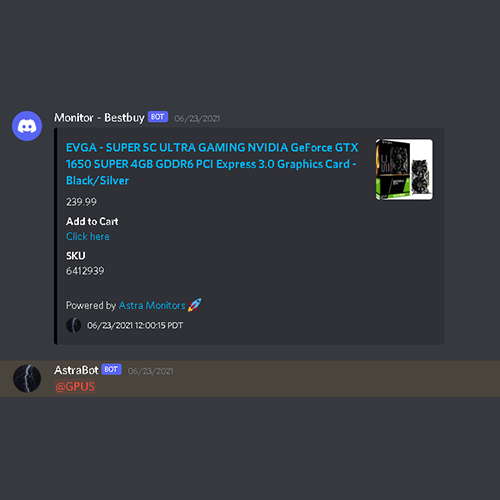 Monitor - Bestbuy BOT 06/23/2021
EVGA - SUPER SC ULTRA GAMING NVIDIA GeForce GTX
1650 SUPER 4GB GDDR6 PCI Express 3.0 Graphics Card -
Black/Silver
239.99
Add to Cart
Click here
SKU
6412939
Powered by Astra Monitors 🚀
06/23/2021 12:00:15 PDT
AstraBot BOT 06/23/2021
@GPUS